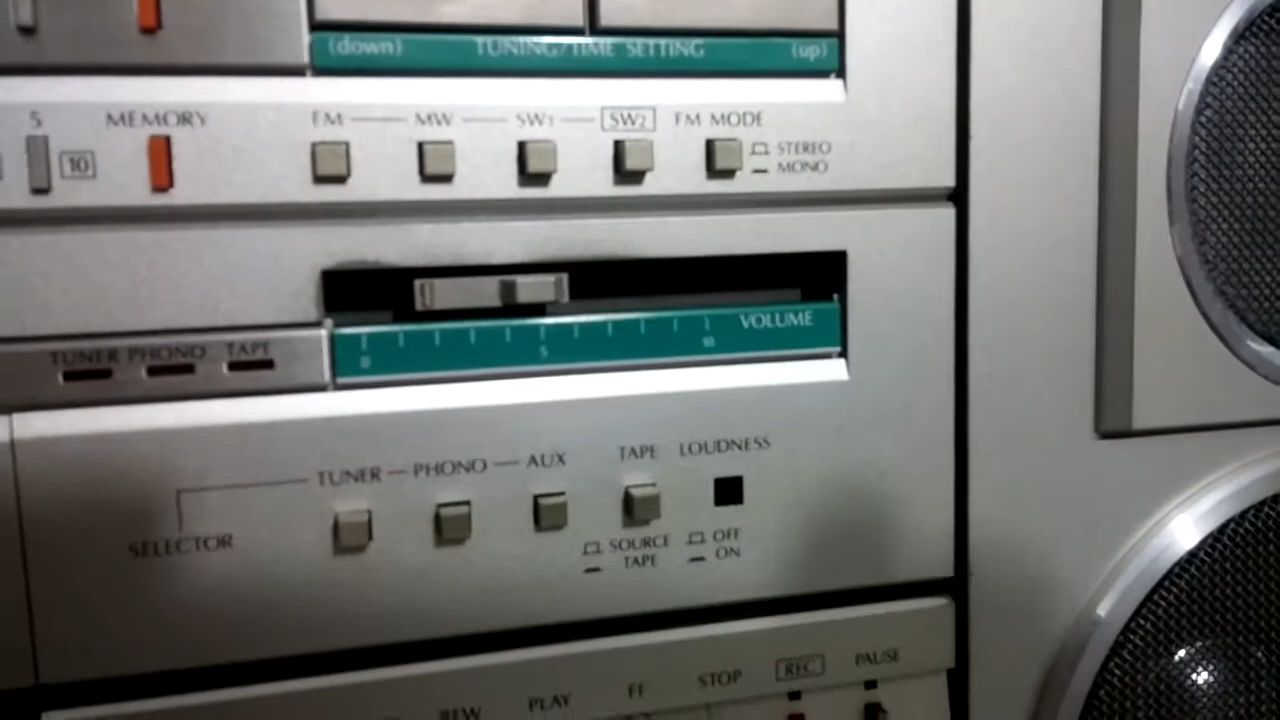 (down) TUNING/TIME SETTING (up)
5 MEMORY FM MW SW1 SW2 FM MODE
10 STEREO
MONO
VOLUME
0 5 10
TUNER PHONO TAPE
TUNER PHONO AUX TAPE LOUDNESS
SELECTOR SOURCE OFF
TAPE ON
REW PLAY FF STOP REC PAUSE